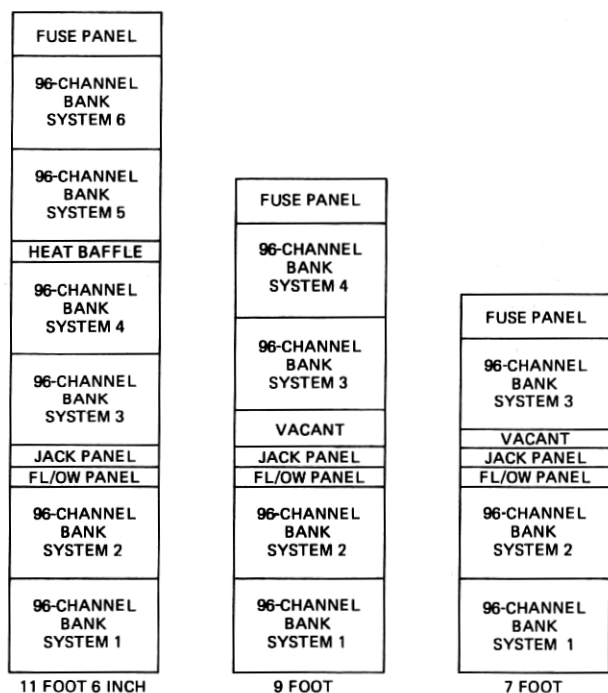 FUSE PANEL
96-CHANNEL
BANK
SYSTEM 6
96-CHANNEL
BANK
SYSTEM 5
HEAT BAFFLE
96-CHANNEL
BANK
SYSTEM 4
96-CHANNEL
BANK
SYSTEM 3
JACK PANEL
FL/OW PANEL
96-CHANNEL
BANK
SYSTEM 2
96-CHANNEL
BANK
SYSTEM 1
11 FOOT 6 INCH
FUSE PANEL
96-CHANNEL
BANK
SYSTEM 4
96-CHANNEL
BANK
SYSTEM 3
VACANT
JACK PANEL
FL/OW PANEL
96-CHANNEL
BANK
SYSTEM 2
96-CHANNEL
BANK
SYSTEM 1
9 FOOT
FUSE PANEL
96-CHANNEL
BANK
SYSTEM 3
VACANT
JACK PANEL
FL/OW PANEL
96-CHANNEL
BANK
SYSTEM 2
96-CHANNEL
BANK
SYSTEM 1
7 FOOT